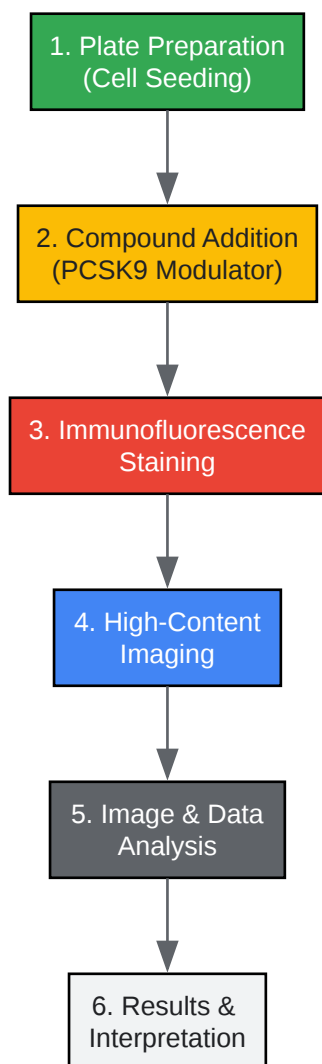 1. Plate Preparation
(Cell Seeding)
2. Compound Addition
(PCSK9 Modulator)
3. Immunofluorescence
Staining
4. High-Content
Imaging
5. Image & Data
Analysis
6. Results &
Interpretation